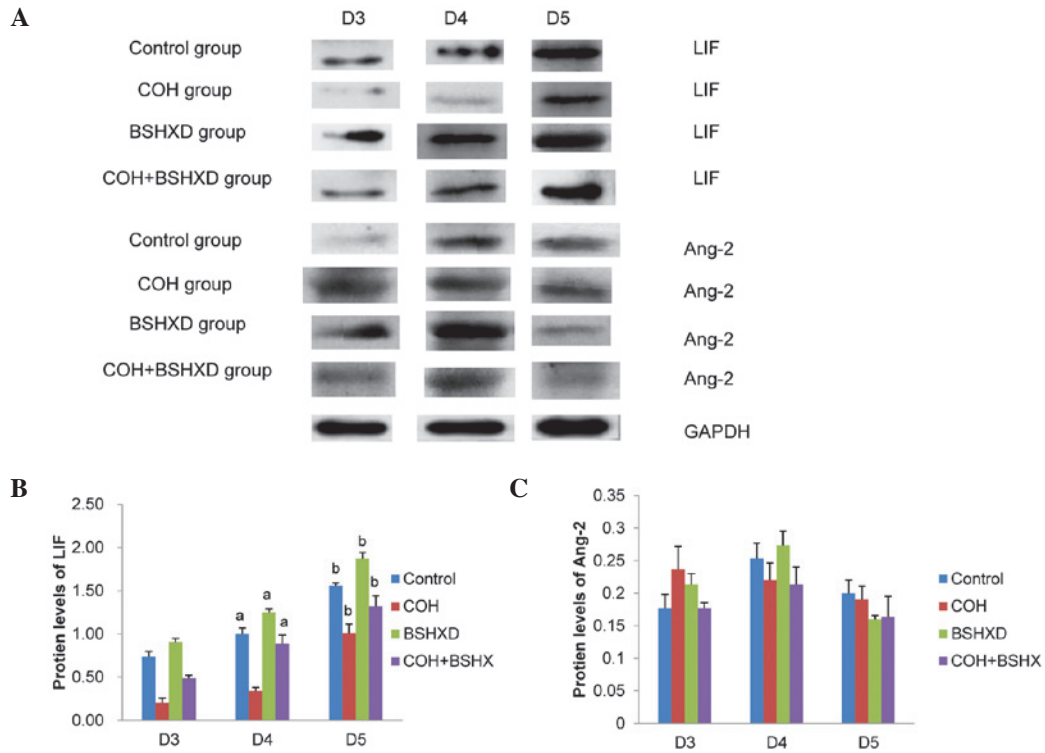 A
D3 D4 D5
Control group LIF
COH group LIF
BSHXD group LIF
COH+BSHXD group LIF
Control group Ang-2
COH group Ang-2
BSHXD group Ang-2
COH+BSHXD group Ang-2
GAPDH
B
Protien levels of LIF
2.50
2.00
1.50
1.00
0.50
0.00
a a a
b b b b
D3 D4 D5
Control
COH
BSHXD
COH+BSHX
C
Protien levels of Ang-2
0.35
0.3
0.25
0.2
0.15
0.1
0.05
0
D3 D4 D5
Control
COH
BSHXD
COH+BSHX